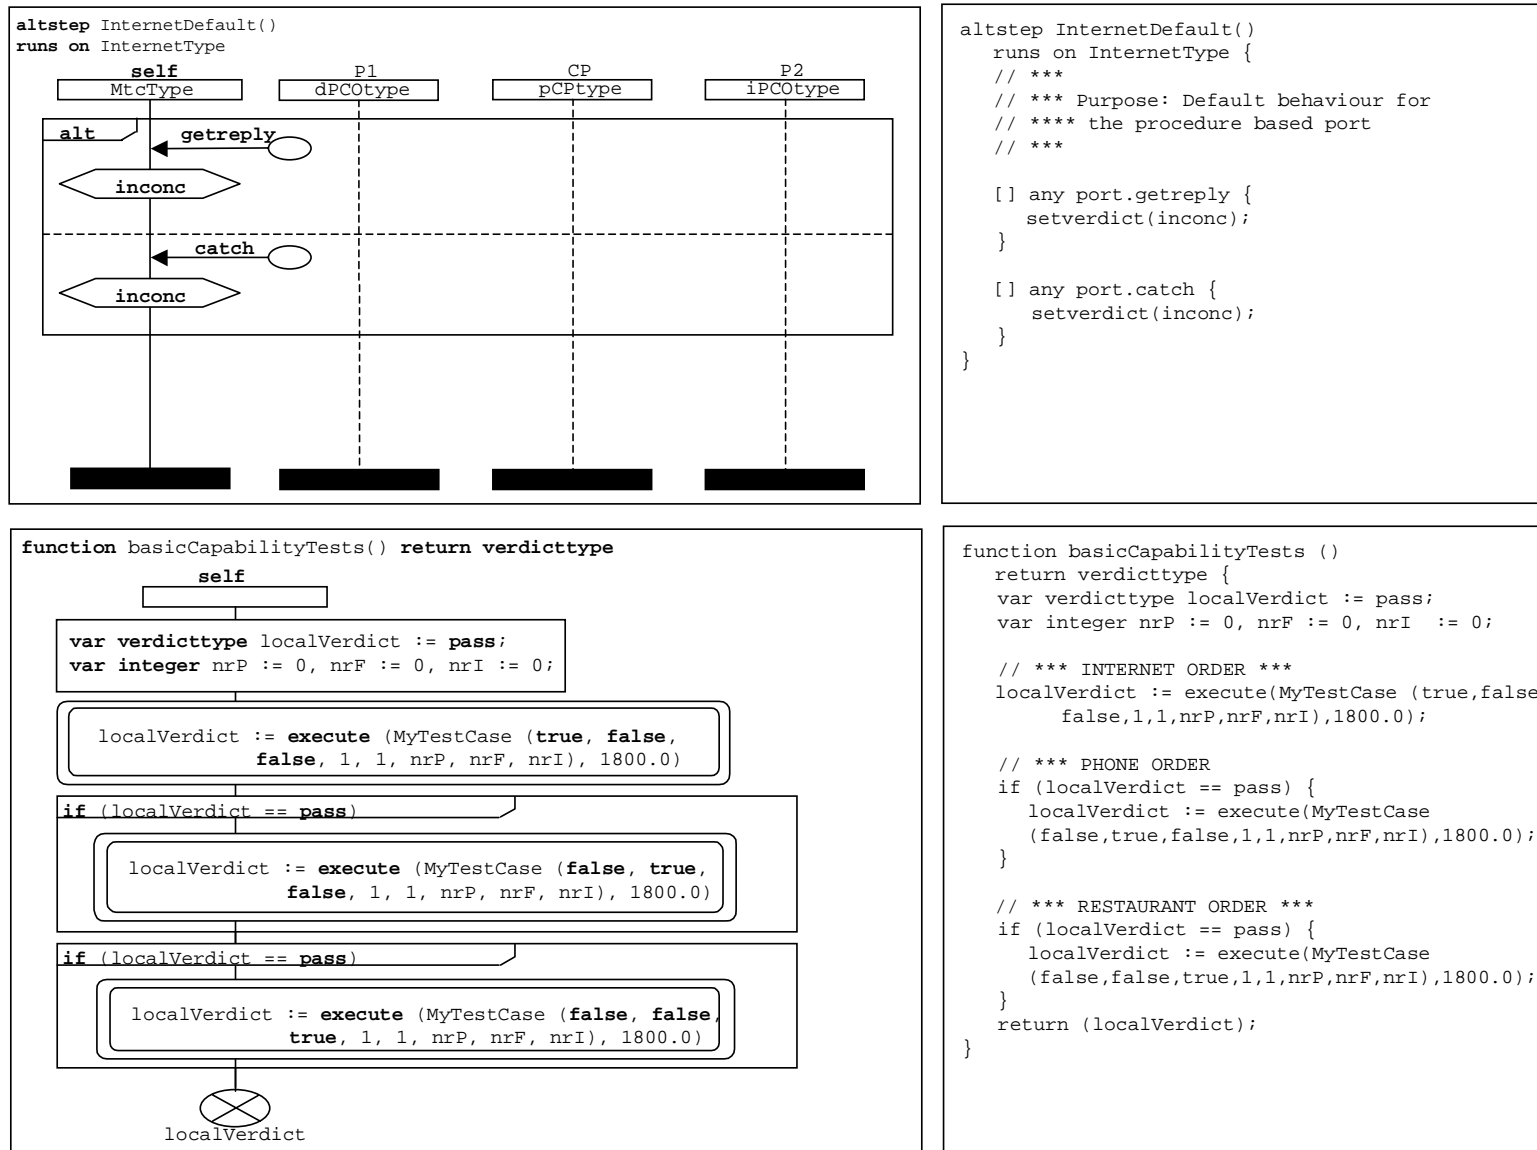 altstep InternetDefault()
runs on InternetType
self P1 CP P2
MtcType dPCOtype pCPtype iPCOtype
alt
getreply
inconc
catch
inconc
altstep InternetDefault()
runs on InternetType {
// ***
// *** Purpose: Default behaviour for
// **** the procedure based port
// ***
[] any port.getreply {
setverdict(inconc);
}
[] any port.catch {
setverdict(inconc);
}
}
function basicCapabilityTests() return verdicttype
self
var verdicttype localVerdict := pass;
var integer nrP := 0, nrF := 0, nrI := 0;
localVerdict := execute (MyTestCase (true, false,
false, 1, 1, nrP, nrF, nrI), 1800.0)
if (localVerdict == pass)
localVerdict := execute (MyTestCase (false, true,
false, 1, 1, nrP, nrF, nrI), 1800.0)
if (localVerdict == pass)
localVerdict := execute (MyTestCase (false, false,
true, 1, 1, nrP, nrF, nrI), 1800.0)
localVerdict
function basicCapabilityTests ()
return verdicttype {
var verdicttype localVerdict := pass;
var integer nrP := 0, nrF := 0, nrI := 0;
// *** INTERNET ORDER ***
localVerdict := execute(MyTestCase (true,false
false,1,1,nrP,nrF,nrI),1800.0);
// *** PHONE ORDER
if (localVerdict == pass) {
localVerdict := execute(MyTestCase
(false,true,false,1,1,nrP,nrF,nrI),1800.0);
}
// *** RESTAURANT ORDER ***
if (localVerdict == pass) {
localVerdict := execute(MyTestCase
(false,false,true,1,1,nrP,nrF,nrI),1800.0);
}
return (localVerdict);
}